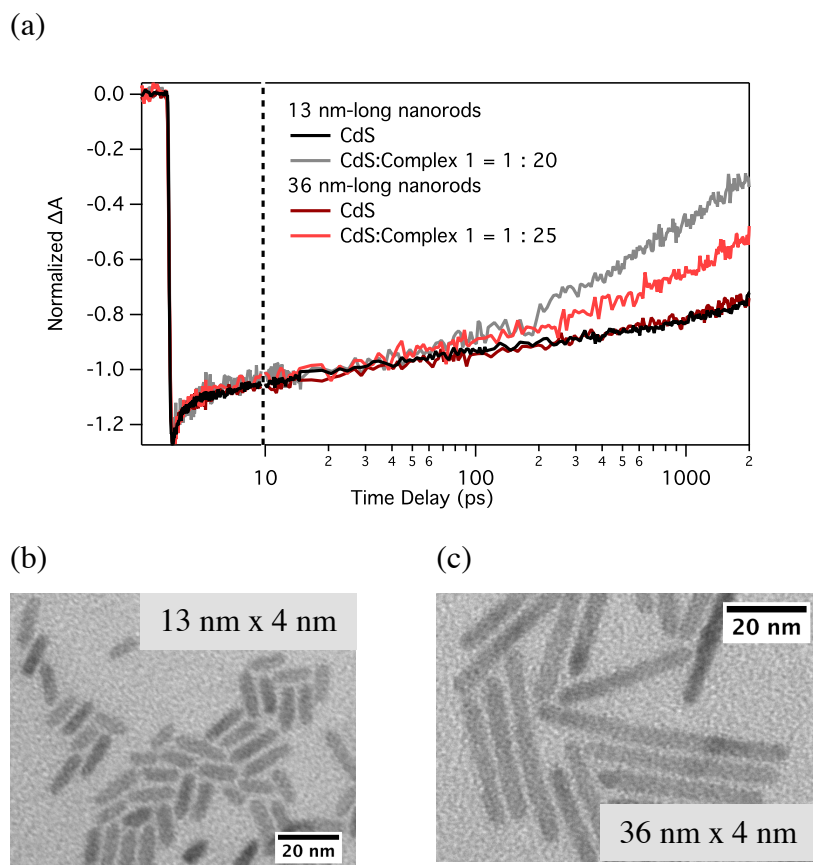 (a)
0.0
-0.2
-0.4
-0.6
-0.8
-1.0
-1.2
Normalized ΔA
13 nm-long nanorods
CdS
CdS:Complex 1 = 1 : 20
36 nm-long nanorods
CdS
CdS:Complex 1 = 1 : 25
10 2 3 4 5 6 100 2 3 4 5 6 1000 2
Time Delay (ps)
(b)
13 nm x 4 nm
20 nm
(c)
20 nm
36 nm x 4 nm